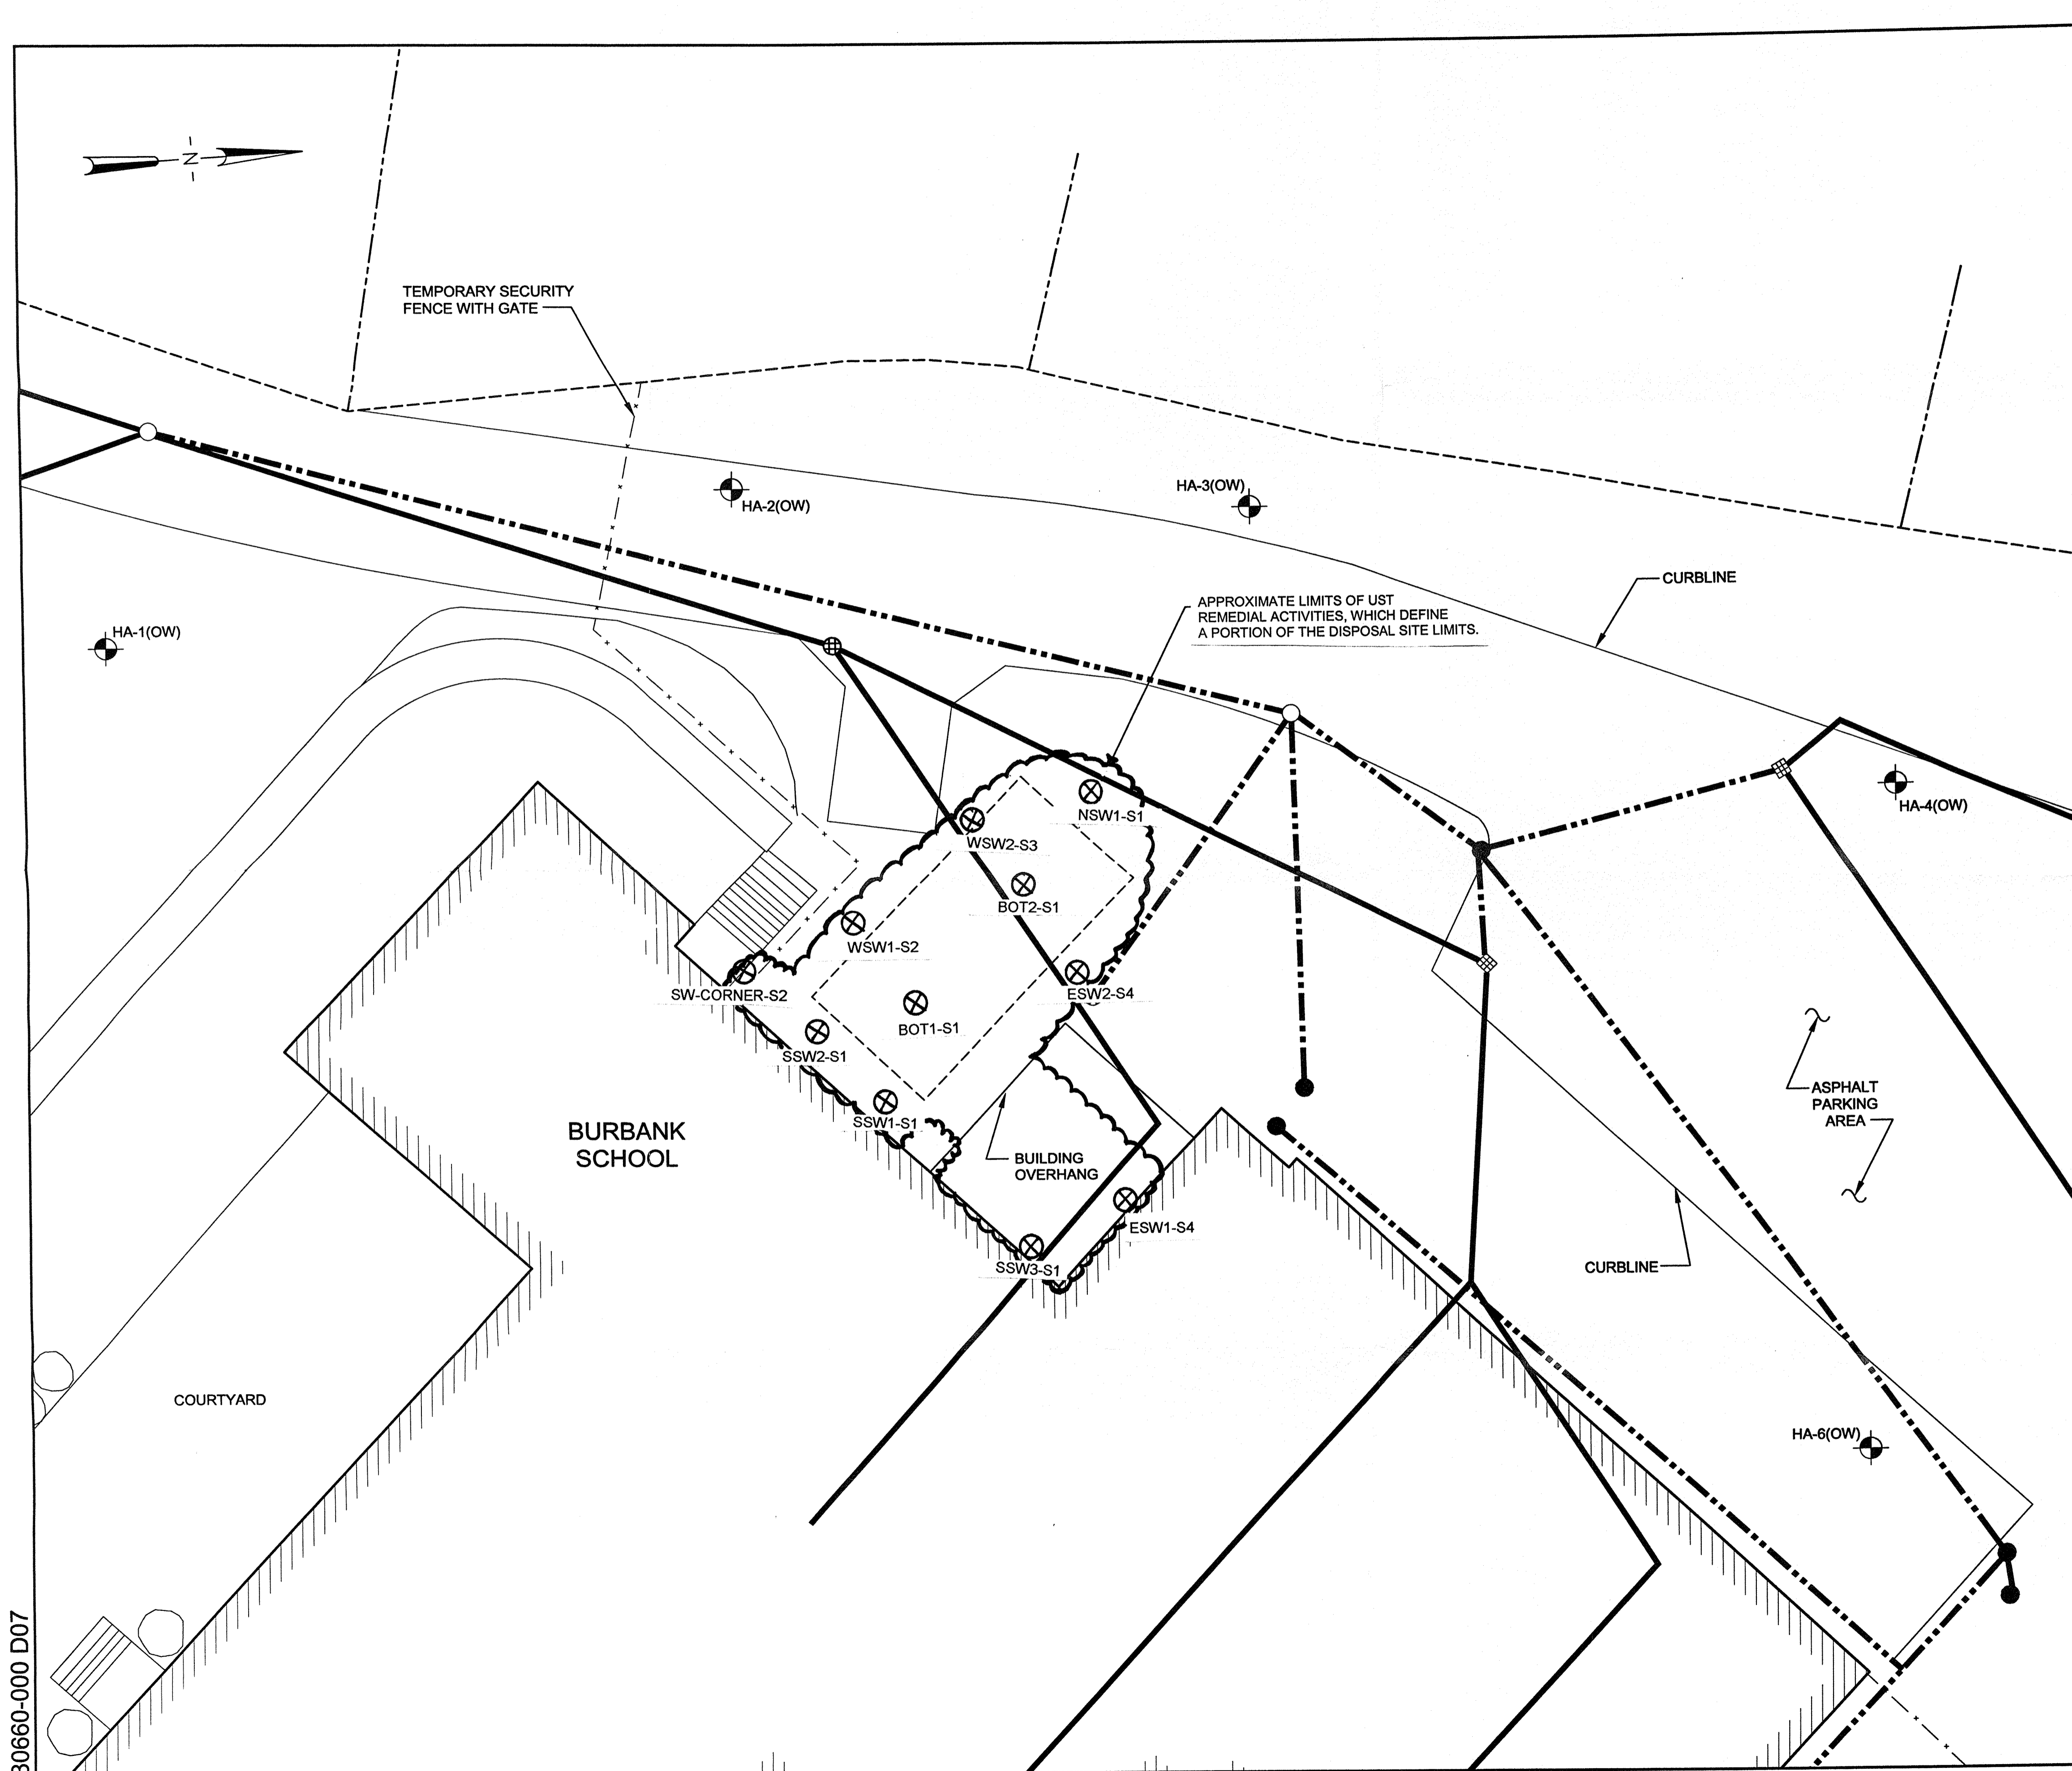 N
TEMPORARY SECURITY
FENCE WITH GATE
HA-2(OW)
HA-3(OW)
CURBLINE
APPROXIMATE LIMITS OF UST
REMEDIAL ACTIVITIES, WHICH DEFINE
A PORTION OF THE DISPOSAL SITE LIMITS.
HA-1(OW)
HA-4(OW)
NSW1-S1
WSW2-S3
BOT2-S1
WSW1-S2
SW-CORNER-S2
ESW2-S4
BOT1-S1
SSW2-S1
SSW1-S1
ASPHALT
PARKING
AREA
BURBANK
SCHOOL
BUILDING
OVERHANG
ESW1-S4
SSW3-S1
CURBLINE
COURTYARD
HA-6(OW)
30660-000 D07